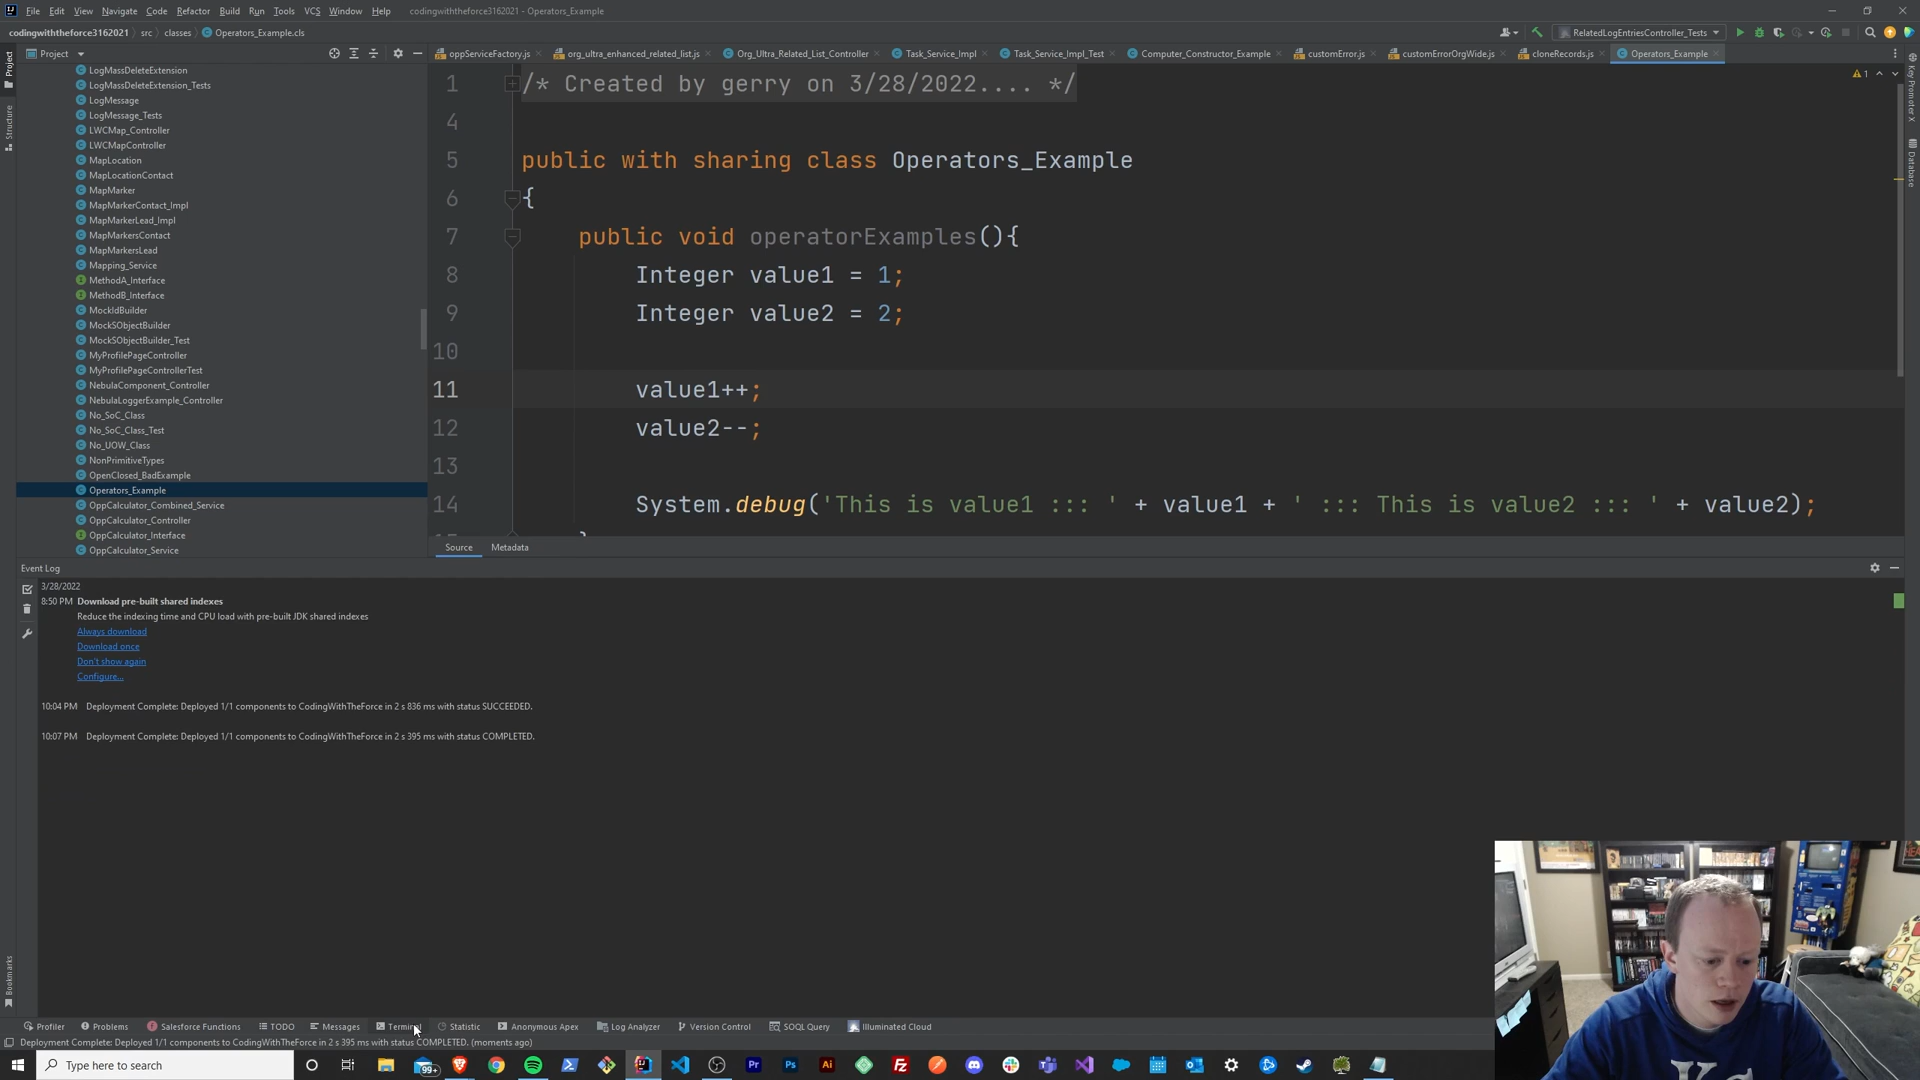 File Edit View Navigate Code Refactor Build Run Tools VCS Window Help codingwiththeforce3162021 - Operators_Example
codingwiththeforce3162021 src classes Operators_Example.cls
RelatedLogEntriesController_Tests
Project
oppServiceFactory.js org_ultra_enhanced_related_list.js Org_Ultra_Related_List_Controller Task_Service_Impl Task_Service_Impl_Test Computer_Constructor_Example customError.js customErrorOrgWide.js cloneRecords.js Operators_Example
Project
Structure
Bookmarks
Key Promoter X
Database
LogMassDeleteExtension
LogMassDeleteExtension_Tests
LogMessage
LogMessage_Tests
LWCMap_Controller
LWCMapController
MapLocation
MapLocationContact
MapMarker
MapMarkerContact_Impl
MapMarkerLead_Impl
MapMarkersContact
MapMarkersLead
Mapping_Service
MethodA_Interface
MethodB_Interface
MockIdBuilder
MockSObjectBuilder
MockSObjectBuilder_Test
MyProfilePageController
MyProfilePageControllerTest
NebulaComponent_Controller
NebulaLoggerExample_Controller
No_SoC_Class
No_SoC_Class_Test
No_UOW_Class
NonPrimitiveTypes
OpenClosed_BadExample
Operators_Example
OppCalculator_Combined_Service
OppCalculator_Controller
OppCalculator_Interface
OppCalculator_Service
1 /* Created by gerry on 3/28/2022.... */
4
5 public with sharing class Operators_Example
6 {
7 public void operatorExamples(){
8 Integer value1 = 1;
9 Integer value2 = 2;
10
11 value1++;
12 value2--;
13
14 System.debug('This is value1 ::: ' + value1 + ' ::: This is value2 ::: ' + value2);
1
Source Metadata
Event Log
3/28/2022
8:50 PM Download pre-built shared indexes
Reduce the indexing time and CPU load with pre-built JDK shared indexes
Always download
Download once
Don't show again
Configure...
10:04 PM Deployment Complete: Deployed 1/1 components to CodingWithTheForce in 2 s 836 ms with status SUCCEEDED.
10:07 PM Deployment Complete: Deployed 1/1 components to CodingWithTheForce in 2 s 395 ms with status COMPLETED.
Profiler Problems Salesforce Functions TODO Messages Terminal Statistic Anonymous Apex Log Analyzer Version Control SOQL Query Illuminated Cloud
Deployment Complete: Deployed 1/1 components to CodingWithTheForce in 2 s 395 ms with status COMPLETED. (moments ago)
Type here to search
99+
Pr Ps Ai